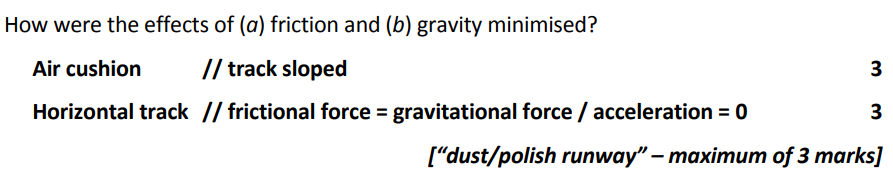 How were the effects of (a) friction and (b) gravity minimised?
Air cushion // track sloped 3
Horizontal track // frictional force = gravitational force / acceleration = 0 3
[“dust/polish runway” – maximum of 3 marks]